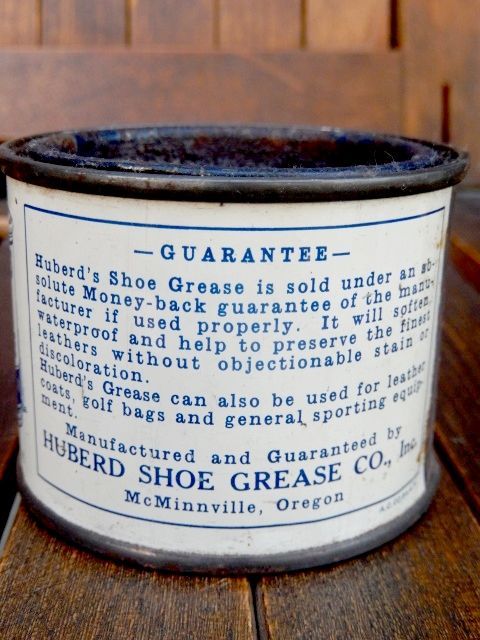 —GUARANTEE—
Huberd's Shoe Grease is sold under an ab-
solute Money-back guarantee of the manu-
facturer if used properly. It will soften,
waterproof and help to preserve the finest
leathers without objectionable stain or
discoloration.
Huberd's Grease can also be used for leather
coats, golf bags and general sporting equip-
ment.
Manufactured and Guaranteed by
HUBERD SHOE GREASE CO., Inc.
McMinnville, Oregon